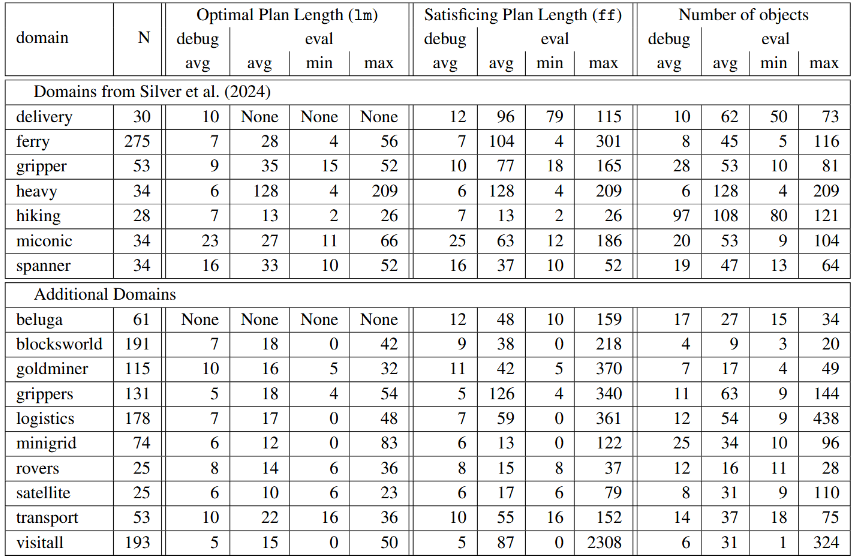 Optimal Plan Length (lm) Satisficing Plan Length (ff) Number of objects
domain N debug eval debug eval debug eval
avg avg min max avg avg min max avg avg min max
Domains from Silver et al. (2024)
delivery 30 10 None None None 12 96 79 115 10 62 50 73
ferry 275 7 28 4 56 7 104 4 301 8 45 5 116
gripper 53 9 35 15 52 10 77 18 165 28 53 10 81
heavy 34 6 128 4 209 6 128 4 209 6 128 4 209
hiking 28 7 13 2 26 7 13 2 26 97 108 80 121
miconic 34 23 27 11 66 25 63 12 186 20 53 9 104
spanner 34 16 33 10 52 16 37 10 52 19 47 13 64
Additional Domains
beluga 61 None None None None 12 48 10 159 17 27 15 34
blocksworld 191 7 18 0 42 9 38 0 218 4 9 3 20
goldminer 115 10 16 5 32 11 42 5 370 7 17 4 49
grippers 131 5 18 4 54 5 126 4 340 11 63 9 144
logistics 178 7 17 0 48 7 59 0 361 12 54 9 438
minigrid 74 6 12 0 83 6 13 0 122 25 34 10 96
rovers 25 8 14 6 36 8 15 8 37 12 16 11 28
satellite 25 6 10 6 23 6 17 6 79 8 31 9 110
transport 53 10 22 16 36 10 55 16 152 14 37 18 75
visitall 193 5 15 0 50 5 87 0 2308 6 31 1 324